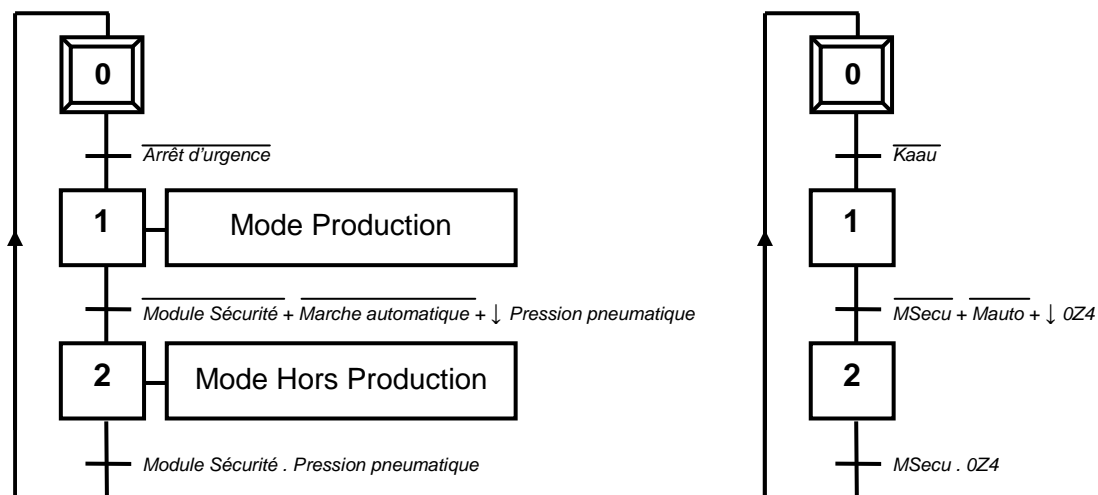 0
Arrêt d'urgence
1
Mode Production
Module Sécurité + Marche automatique + ↓ Pression pneumatique
2
Mode Hors Production
Module Sécurité . Pression pneumatique
0
Kaau
1
MSecu + Mauto + ↓ 0Z4
2
MSecu . 0Z4